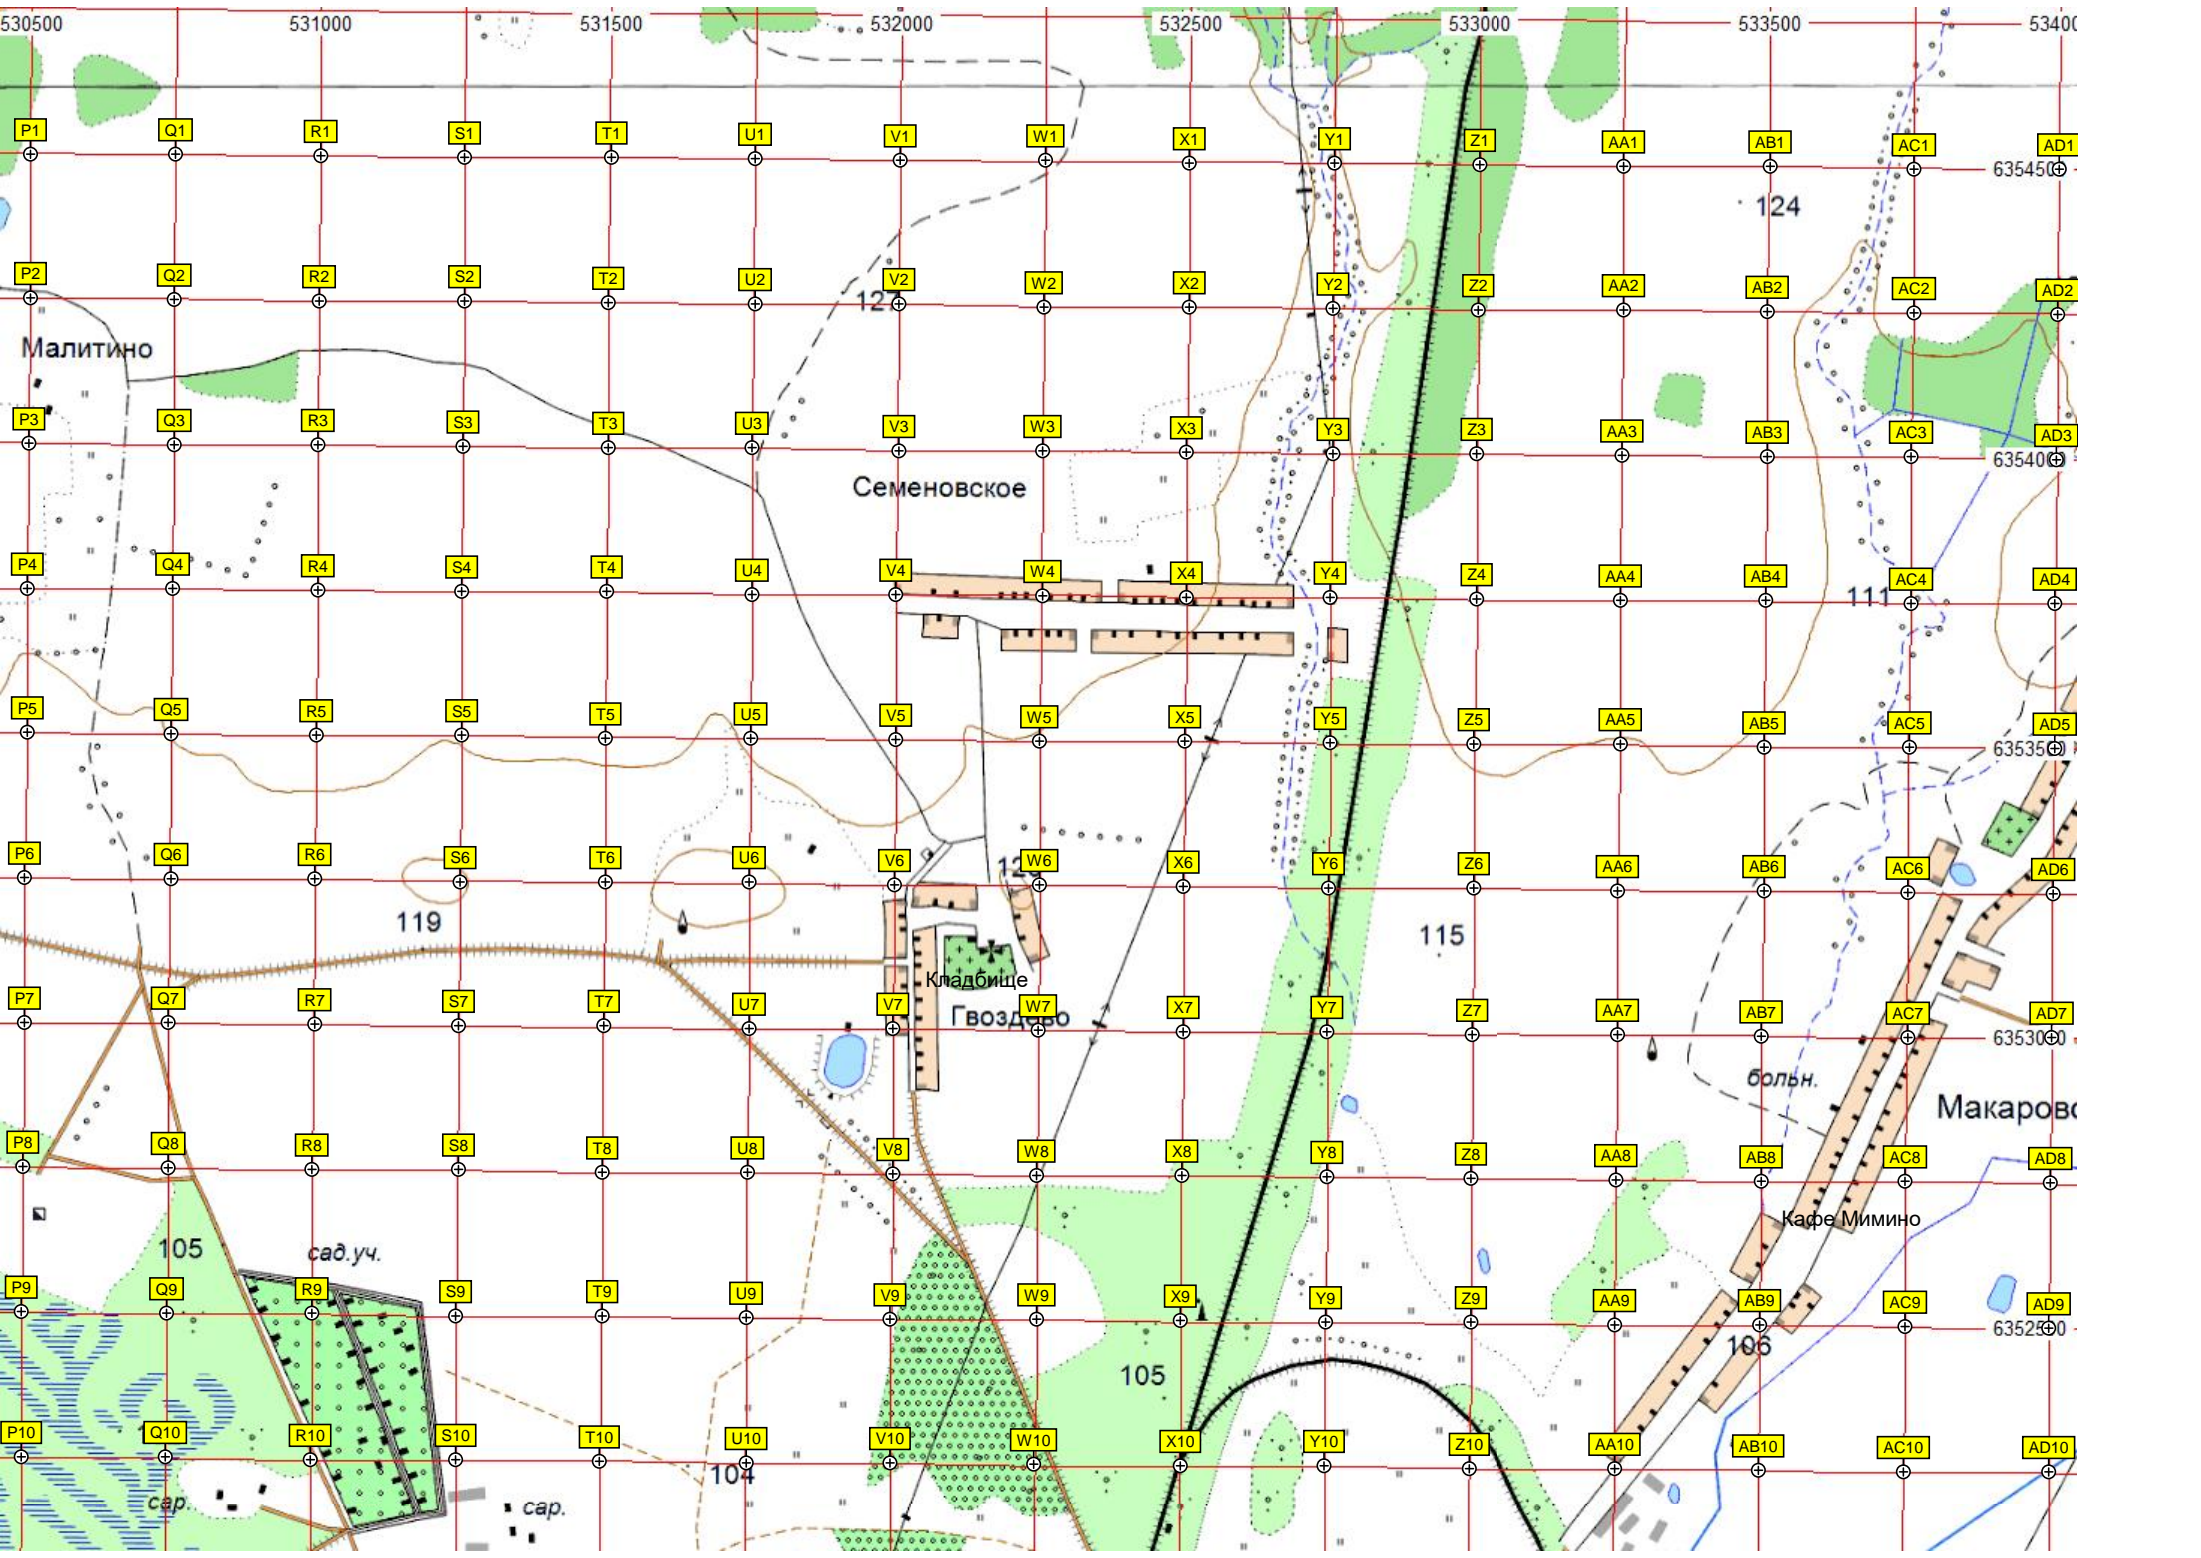 530500 531000 531500 532000 532500 533000 533500
P1 Q1 R1 S1 T1 U1 V1 W1 X1 Y1 Z1 AA1 AB1 AC1 AD1
6354500
124
P2 Q2 R2 S2 T2 U2 V2 W2 X2 Y2 Z2 AA2 AB2 AC2 AD2
127
Малитино
P3 Q3 R3 S3 T3 U3 V3 W3 X3 Y3 Z3 AA3 AB3 AC3 AD3
6354000
Семеновское
P4 Q4 R4 S4 T4 U4 V4 W4 X4 Y4 Z4 AA4 AB4 AC4 AD4
111
P5 Q5 R5 S5 T5 U5 V5 W5 X5 Y5 Z5 AA5 AB5 AC5 AD5
6353500
P6 Q6 R6 S6 T6 U6 V6 W6 X6 Y6 Z6 AA6 AB6 AC6 AD6
119
115
Кладбище
P7 Q7 R7 S7 T7 U7 V7 W7 X7 Y7 Z7 AA7 AB7 AC7 AD7
Гвоздево
6353000
больн.
Макаровс
P8 Q8 R8 S8 T8 U8 V8 W8 X8 Y8 Z8 AA8 AB8 AC8 AD8
Кафе Мимино
105
сад.уч.
P9 Q9 R9 S9 T9 U9 V9 W9 X9 Y9 Z9 AA9 AB9 AC9 AD9
6352500
106
105
P10 Q10 R10 S10 T10 U10 V10 W10 X10 Y10 Z10 AA10 AB10 AC10 AD10
104
сар.
сар.